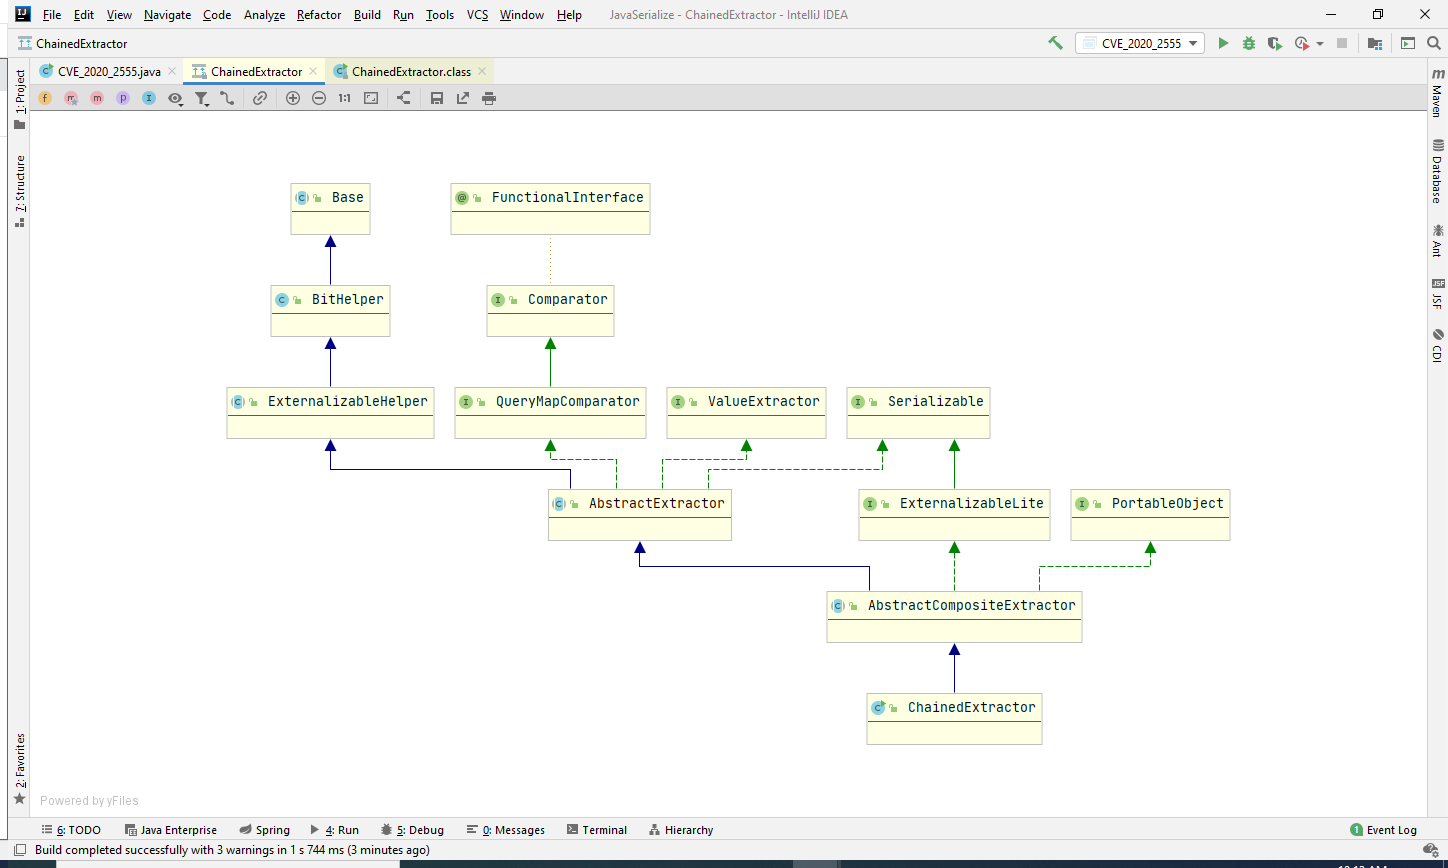 File Edit View Navigate Code Analyze Refactor Build Run Tools VCS Window Help JavaSerialize - ChainedExtractor - IntelliJ IDEA
ChainedExtractor CVE_2020_2555
CVE_2020_2555.java ChainedExtractor ChainedExtractor.class
f m m p I 1:1
1: Project
7: Structure
2: Favorites
Base
FunctionalInterface
BitHelper
Comparator
ExternalizableHelper
QueryMapComparator
ValueExtractor
Serializable
AbstractExtractor
ExternalizableLite
PortableObject
AbstractCompositeExtractor
ChainedExtractor
Powered by yFiles
m Maven
Database
Ant
JSF
JSF
CDI
6: TODO Java Enterprise Spring 4: Run 5: Debug 0: Messages Terminal Hierarchy 1 Event Log
Build completed successfully with 3 warnings in 1 s 744 ms (3 minutes ago)